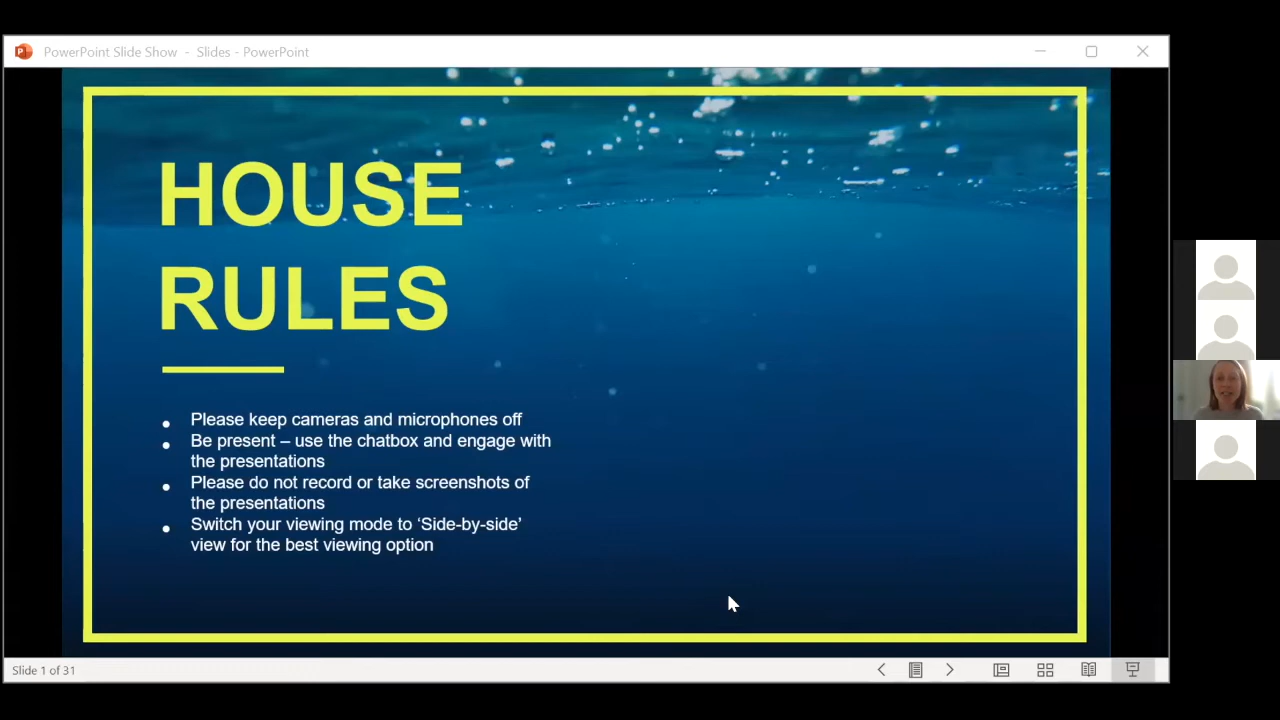 PowerPoint Slide Show - Slides - PowerPoint
HOUSE
RULES
Please keep cameras and microphones off
Be present – use the chatbox and engage with
the presentations
Please do not record or take screenshots of
the presentations
Switch your viewing mode to ‘Side-by-side’
view for the best viewing option
Slide 1 of 31